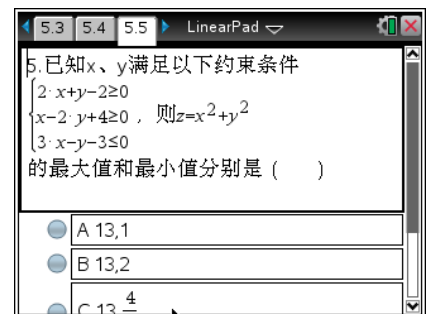 5.3 5.4 5.5 LinearPad
5.已知x、y满足以下约束条件
2·x+y−2≥0
x−2·y+4≥0 ，则z=x²+y²
3·x−y−3≤0
的最大值和最小值分别是 (    )
A 13,1
B 13,2
C 13, 4